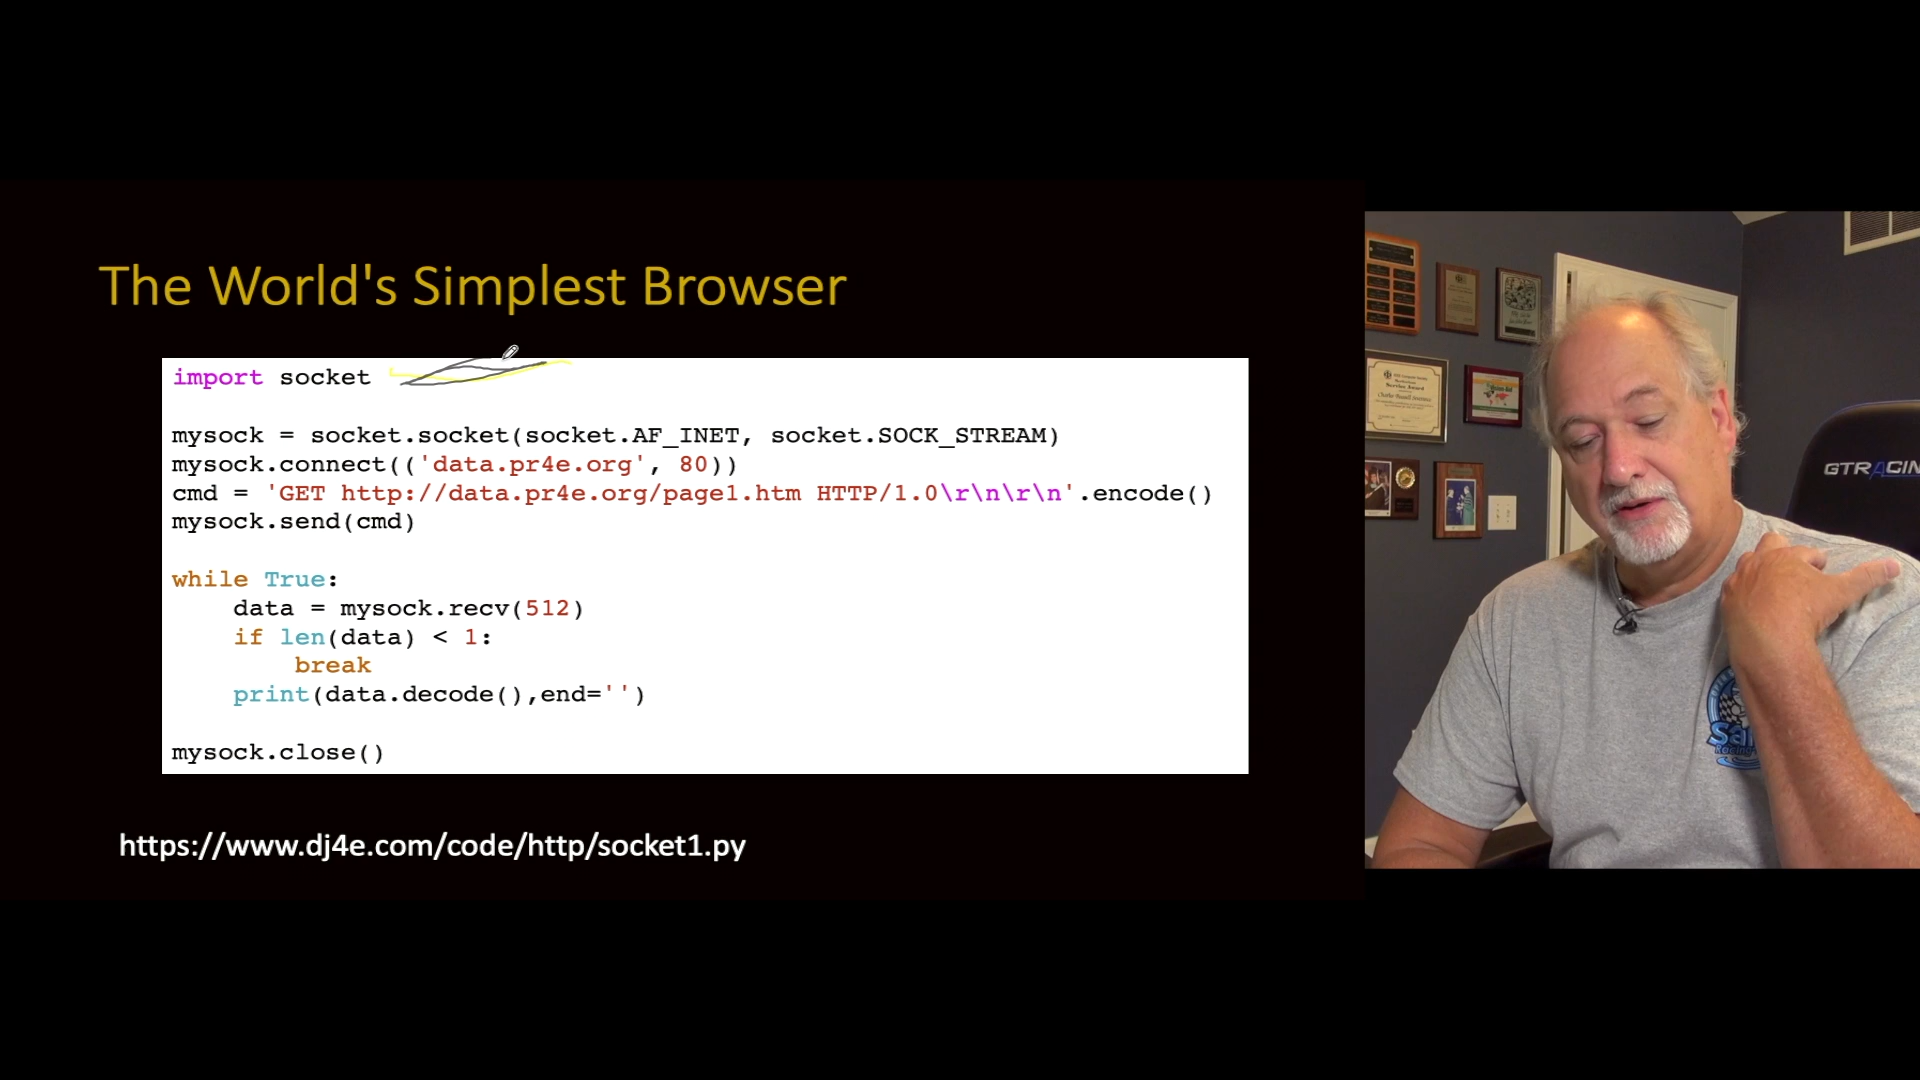 The World's Simplest Browser
import socket
mysock = socket.socket(socket.AF_INET, socket.SOCK_STREAM)
mysock.connect(('data.pr4e.org', 80))
cmd = 'GET http://data.pr4e.org/page1.htm HTTP/1.0\r\n\r\n'.encode()
mysock.send(cmd)
while True:
    data = mysock.recv(512)
    if len(data) < 1:
        break
    print(data.decode(),end='')
mysock.close()
https://www.dj4e.com/code/http/socket1.py
GTRACIN